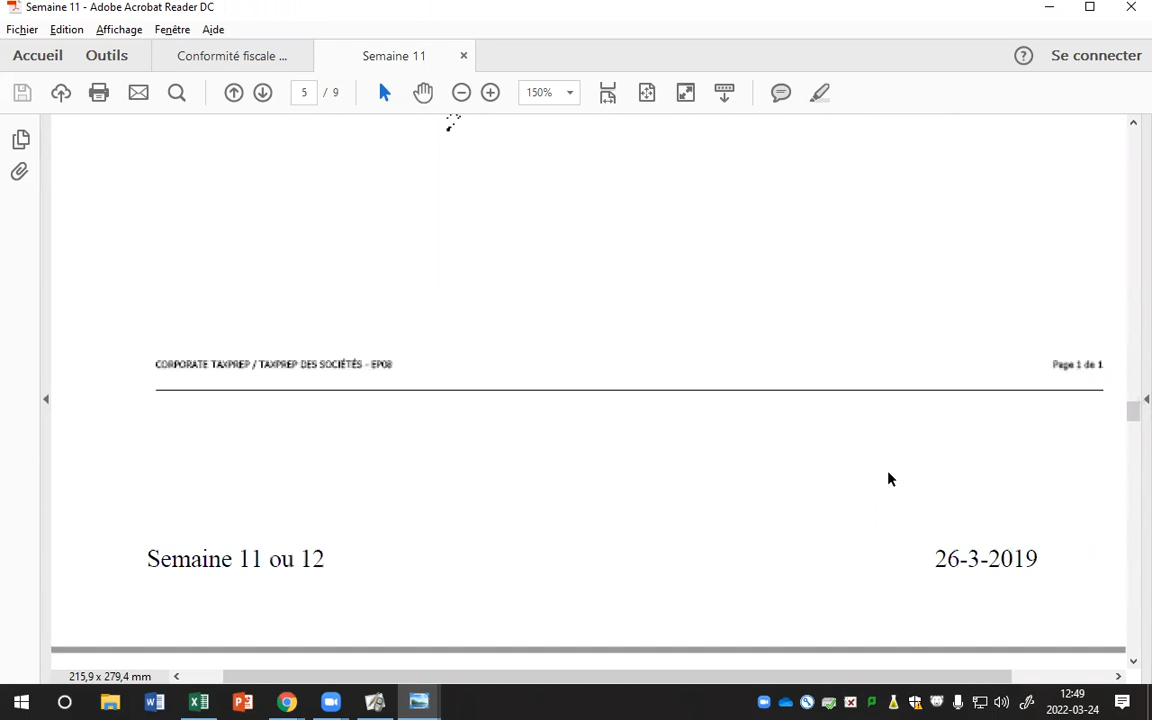 Semaine 11 - Adobe Acrobat Reader DC
Fichier Edition Affichage Fenêtre Aide
Accueil Outils Conformité fiscale ... Semaine 11 × ? Se connecter
5 / 9 150%
CORPORATE TAXPREP / TAXPREP DES SOCIÉTÉS - EP08 Page 1 de 1
Semaine 11 ou 12 26-3-2019
215,9 x 279,4 mm
12:49
2022-03-24